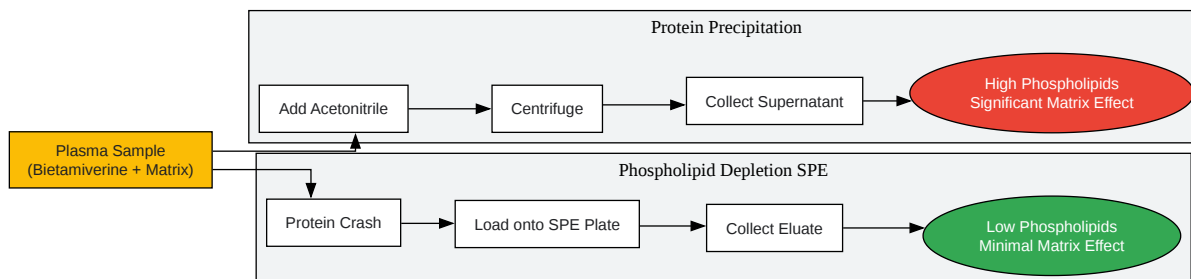 Protein Precipitation
Add Acetonitrile
Centrifuge
Collect Supernatant
High Phospholipids
Significant Matrix Effect
Plasma Sample
(Bietamiverine + Matrix)
Phospholipid Depletion SPE
Protein Crash
Load onto SPE Plate
Collect Eluate
Low Phospholipids
Minimal Matrix Effect